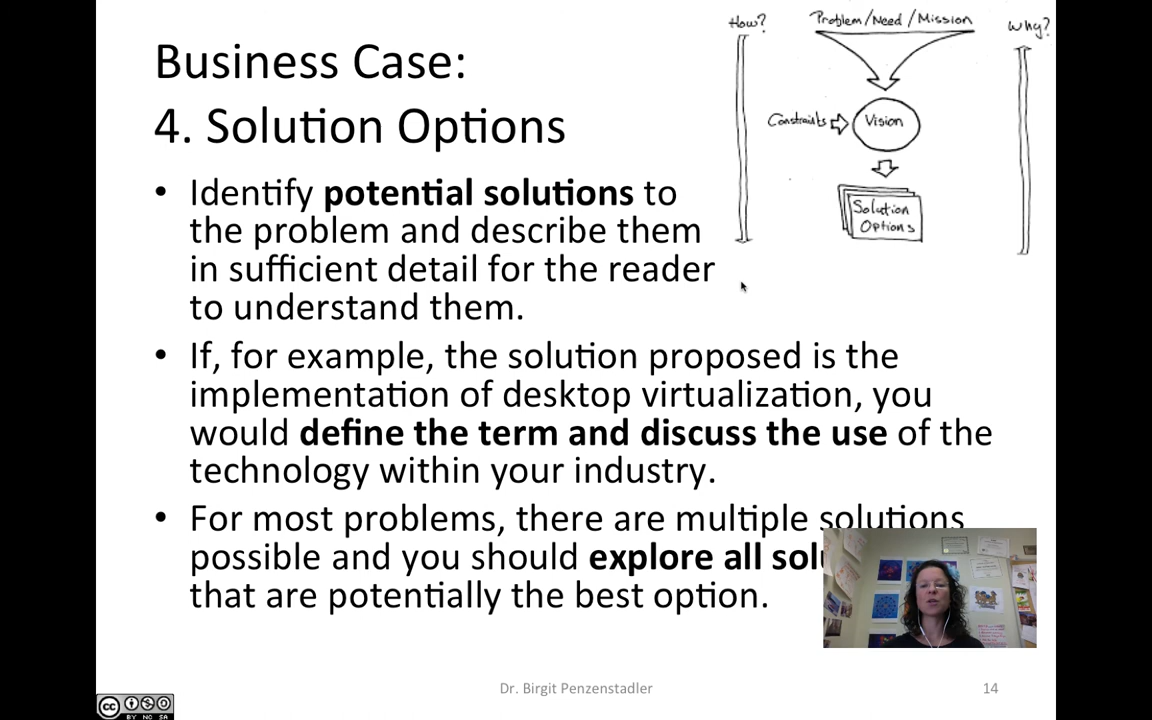 Business Case:
4. Solution Options
How?
Problem/Need/Mission
Why?
Constraints
Vision
Solution
Options
• Identify potential solutions to
the problem and describe them
in sufficient detail for the reader
to understand them.
• If, for example, the solution proposed is the
implementation of desktop virtualization, you
would define the term and discuss the use of the
technology within your industry.
• For most problems, there are multiple solutions
possible and you should explore all
that are potentially the best option.
Dr. Birgit Penzenstadler
14
cc
BY NC SA